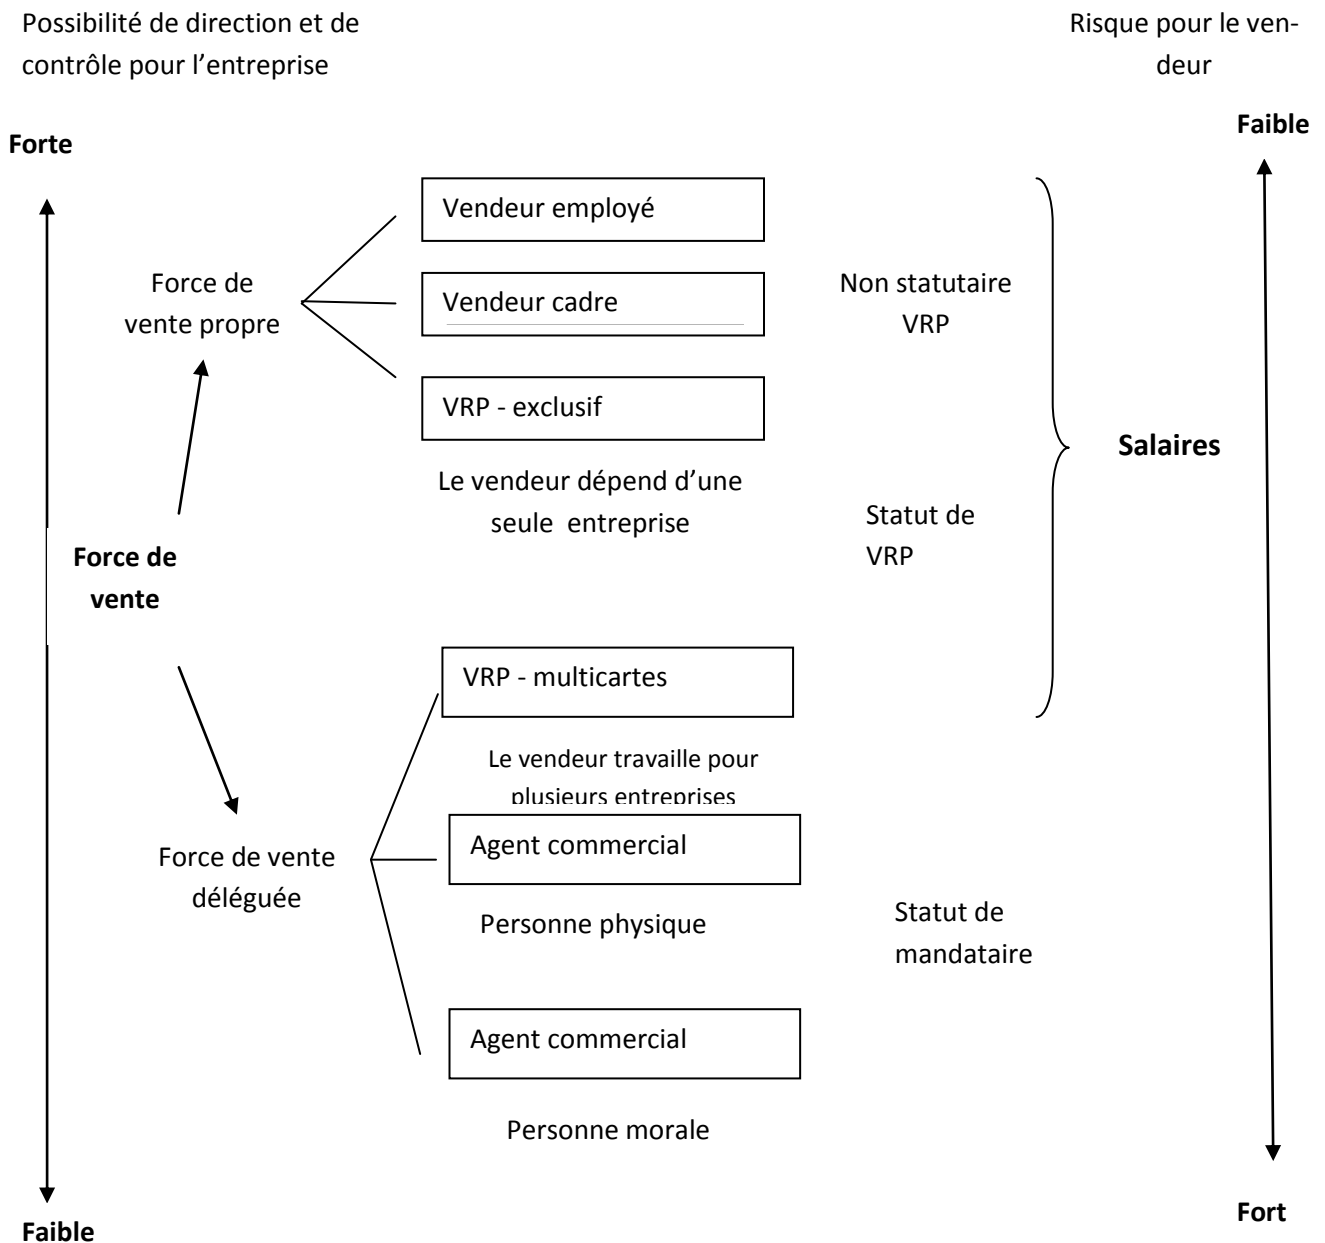 Possibilité de direction et de
contrôle pour l’entreprise
Risque pour le ven-
deur
Forte
Faible
Vendeur employé
Force de
vente propre
Vendeur cadre
Non statutaire
VRP
VRP - exclusif
Le vendeur dépend d’une
seule entreprise
Salaires
Statut de
VRP
Force de
vente
VRP - multicartes
Le vendeur travaille pour
plusieurs entreprises
Force de vente
déléguée
Agent commercial
Personne physique
Statut de
mandataire
Agent commercial
Personne morale
Faible
Fort